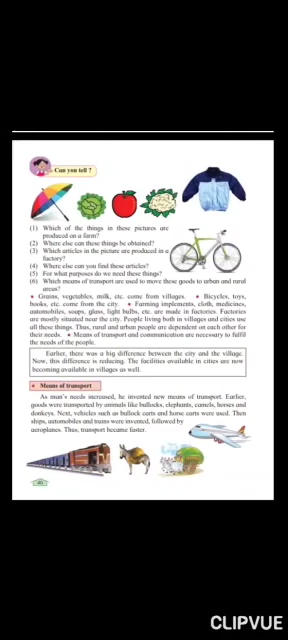 Can you tell ?
(1) Which of the things in these pictures are
produced on a farm?
(2) Where else can these things be obtained?
(3) Which articles in the picture are produced in a
factory?
(4) Where else can you find these articles?
(5) For what purposes do we need these things?
(6) Which means of transport are used to move these goods to urban and rural
areas?
• Grains, vegetables, milk, etc. come from villages. • Bicycles, toys,
books, etc. come from the city. • Farming implements, cloth, medicines,
automobiles, soaps, glass, light bulbs, etc. are made in factories. Factories
are mostly situated near the city. People living both in villages and cities use
all these things. Thus, rural and urban people are dependent on each other for
their needs. • Means of transport and communication are necessary to fulfil
the needs of the people.
Earlier, there was a big difference between the city and the village.
Now, this difference is reducing. The facilities available in cities are now
becoming available in villages as well.
• Means of transport
As man's needs increased, he invented new means of transport. Earlier,
goods were transported by animals like bullocks, elephants, camels, horses and
donkeys. Next, vehicles such as bullock carts and horse carts were used. Then
ships, automobiles and trains were invented, followed by
aeroplanes. Thus, transport became faster.
CLIPVUE